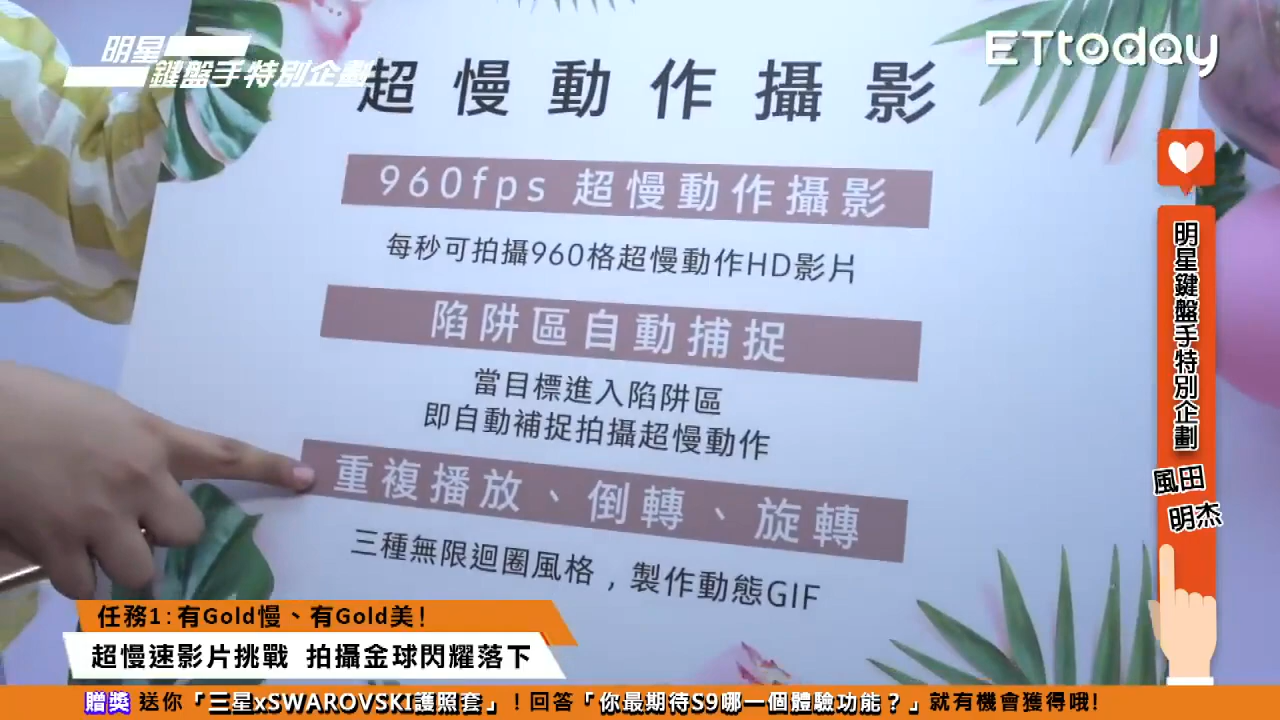 明星
鍵盤手特別企劃
ETtoday
超慢動作攝影
960fps 超慢動作攝影
每秒可拍攝960格超慢動作HD影片
陷阱區自動捕捉
當目標進入陷阱區
即自動補捉拍攝超慢動作
重複播放、倒轉、旋轉
三種無限迴圈風格,製作動態GIF
明星鍵盤手特別企劃
風田
明杰
任務1:有Gold慢、有Gold美!
超慢速影片挑戰 拍攝金球閃耀落下
贈獎 送你「三星xSWAROVSKI護照套」!回答「你最期待S9哪一個體驗功能?」就有機會獲得哦!